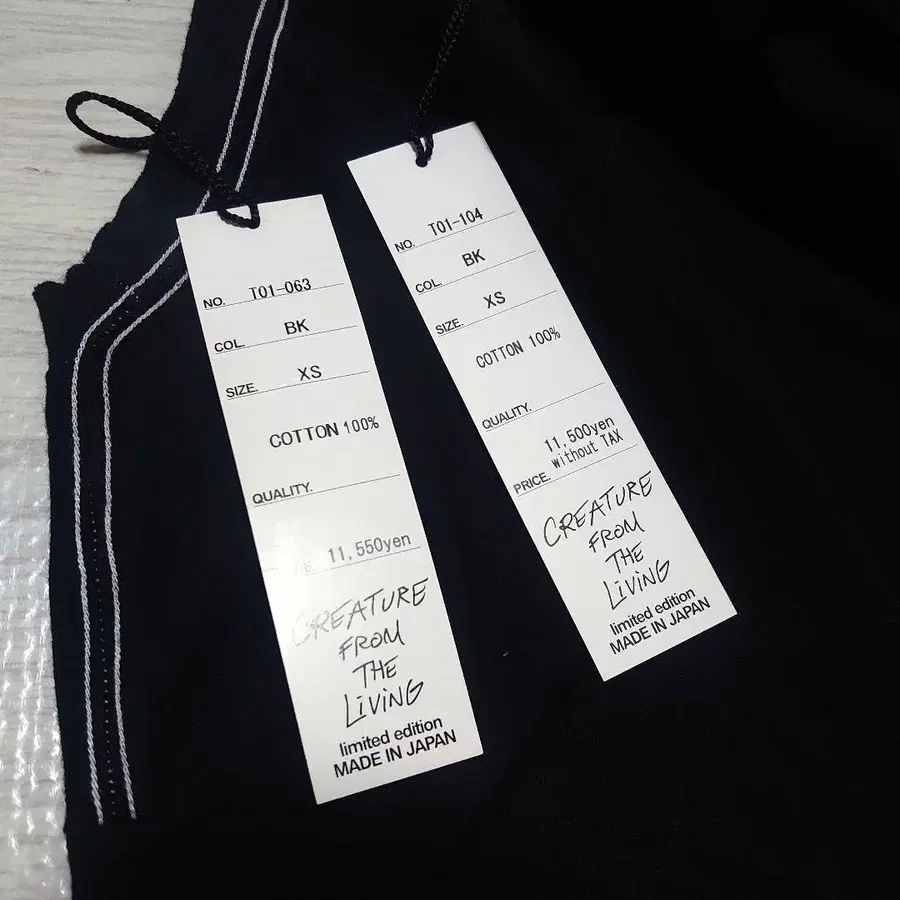 NO. T01-063
COL. BK
SIZE. XS
COTTON 100%
QUALITY.
11,550yen
CREATURE
FROM
THE
LiViNG
limited edition
MADE IN JAPAN
NO. T01-104
COL. BK
SIZE. XS
COTTON 100%
QUALITY.
11,500yen
without TAX
PRICE.
CREATURE
FROM
THE
LiViNG
limited edition
MADE IN JAPAN